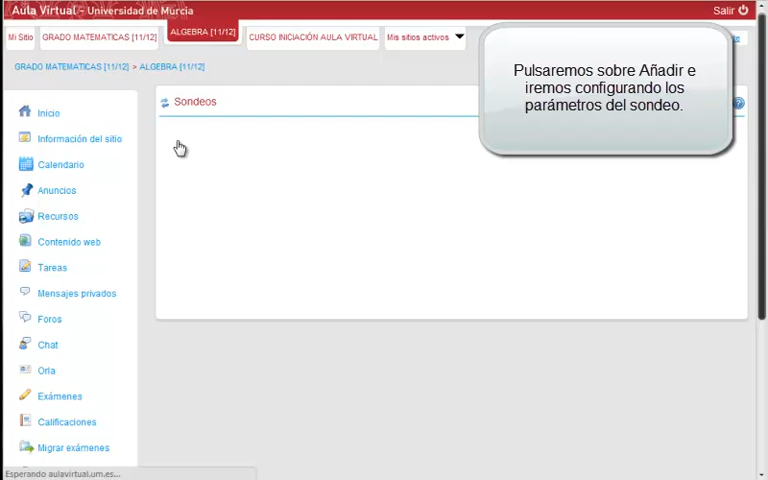 Aula Virtual - Universidad de Murcia
Salir
Mi Sitio
GRADO MATEMATICAS [11/12]
ALGEBRA [11/12]
CURSO INICIACIÓN AULA VIRTUAL
Mis sitios activos
GRADO MATEMATICAS [11/12] > ALGEBRA [11/12]
Pulsaremos sobre Añadir e
iremos configurando los
parámetros del sondeo.
Sondeos
Inicio
Información del sitio
Calendario
Anuncios
Recursos
Contenido web
Tareas
Mensajes privados
Foros
Chat
Orla
Exámenes
Calificaciones
Migrar exámenes
Esperando aulavirtual.um.es...